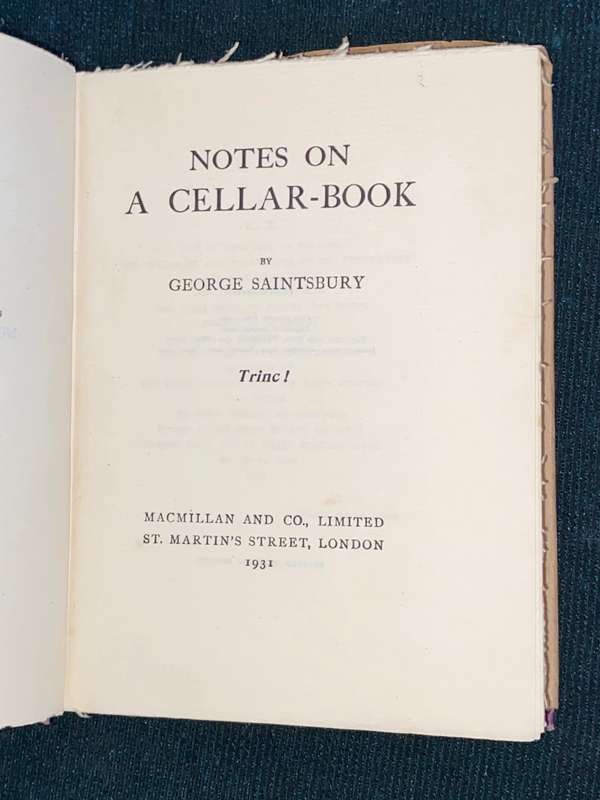 NOTES ON
A CELLAR-BOOK
BY
GEORGE SAINTSBURY
Trinc!
MACMILLAN AND CO., LIMITED
ST. MARTIN'S STREET, LONDON
1931